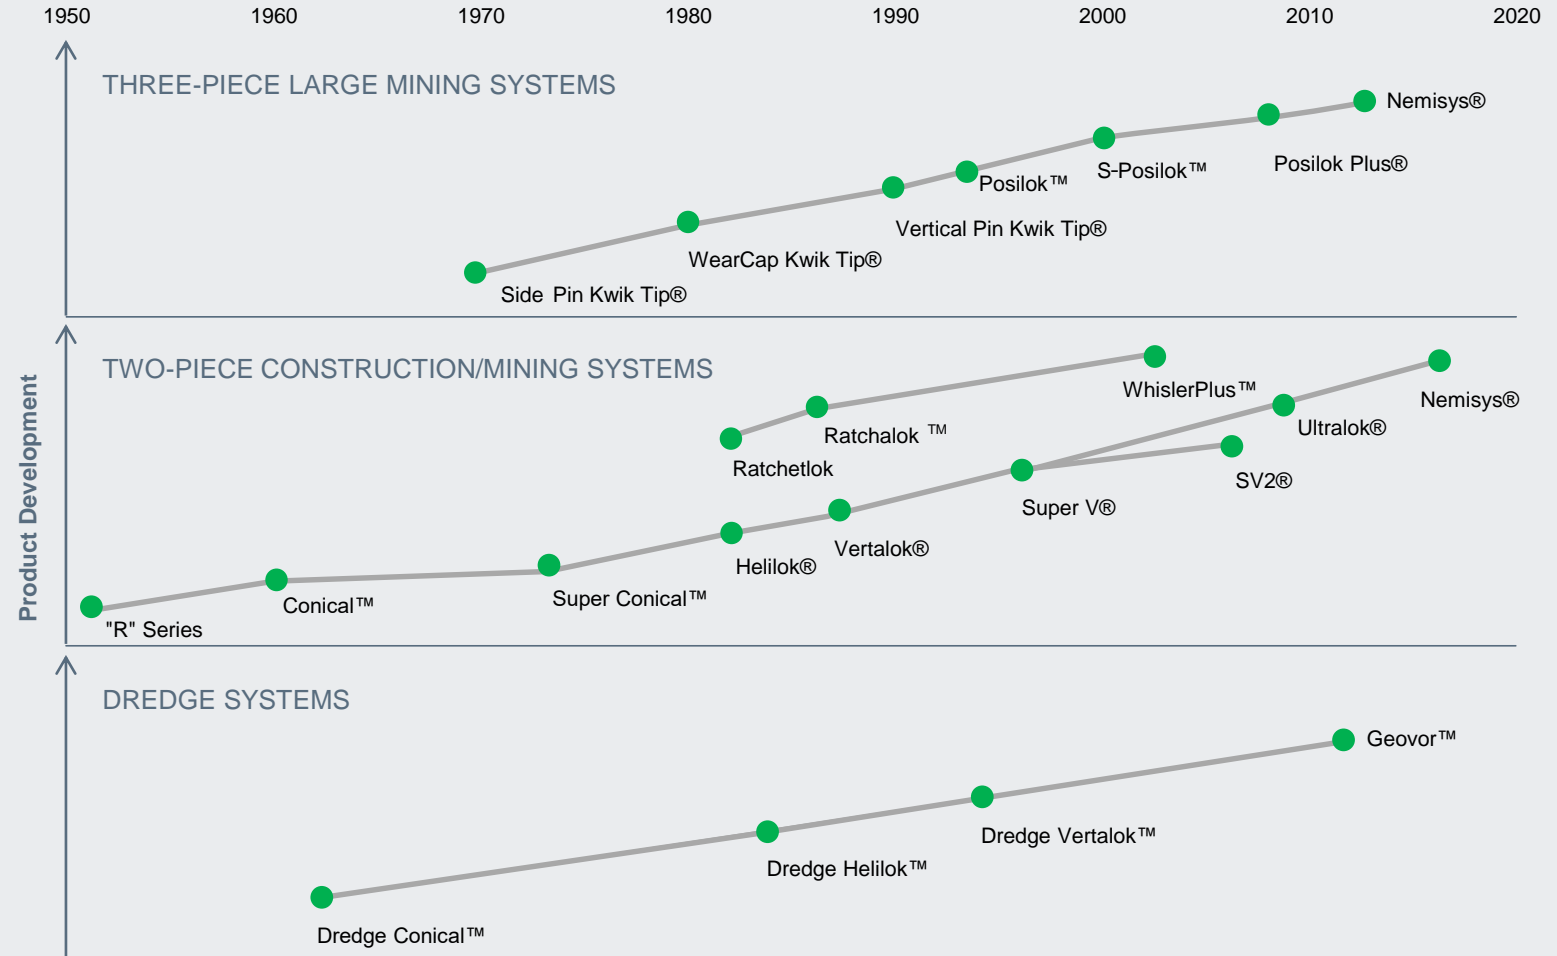 1950 1960 1970 1980 1990 2000 2010 2020
THREE-PIECE LARGE MINING SYSTEMS
Nemisys®
Posilok Plus®
S-Posilok™
Posilok™
Vertical Pin Kwik Tip®
WearCap Kwik Tip®
Side Pin Kwik Tip®
Product Development
TWO-PIECE CONSTRUCTION/MINING SYSTEMS
WhislerPlus™
Nemisys®
Ratchalok ™
Ultralok®
Ratchetlok
SV2®
Super V®
Vertalok®
Helilok®
Super Conical™
Conical™
"R" Series
DREDGE SYSTEMS
Geovor™
Dredge Vertalok™
Dredge Helilok™
Dredge Conical™